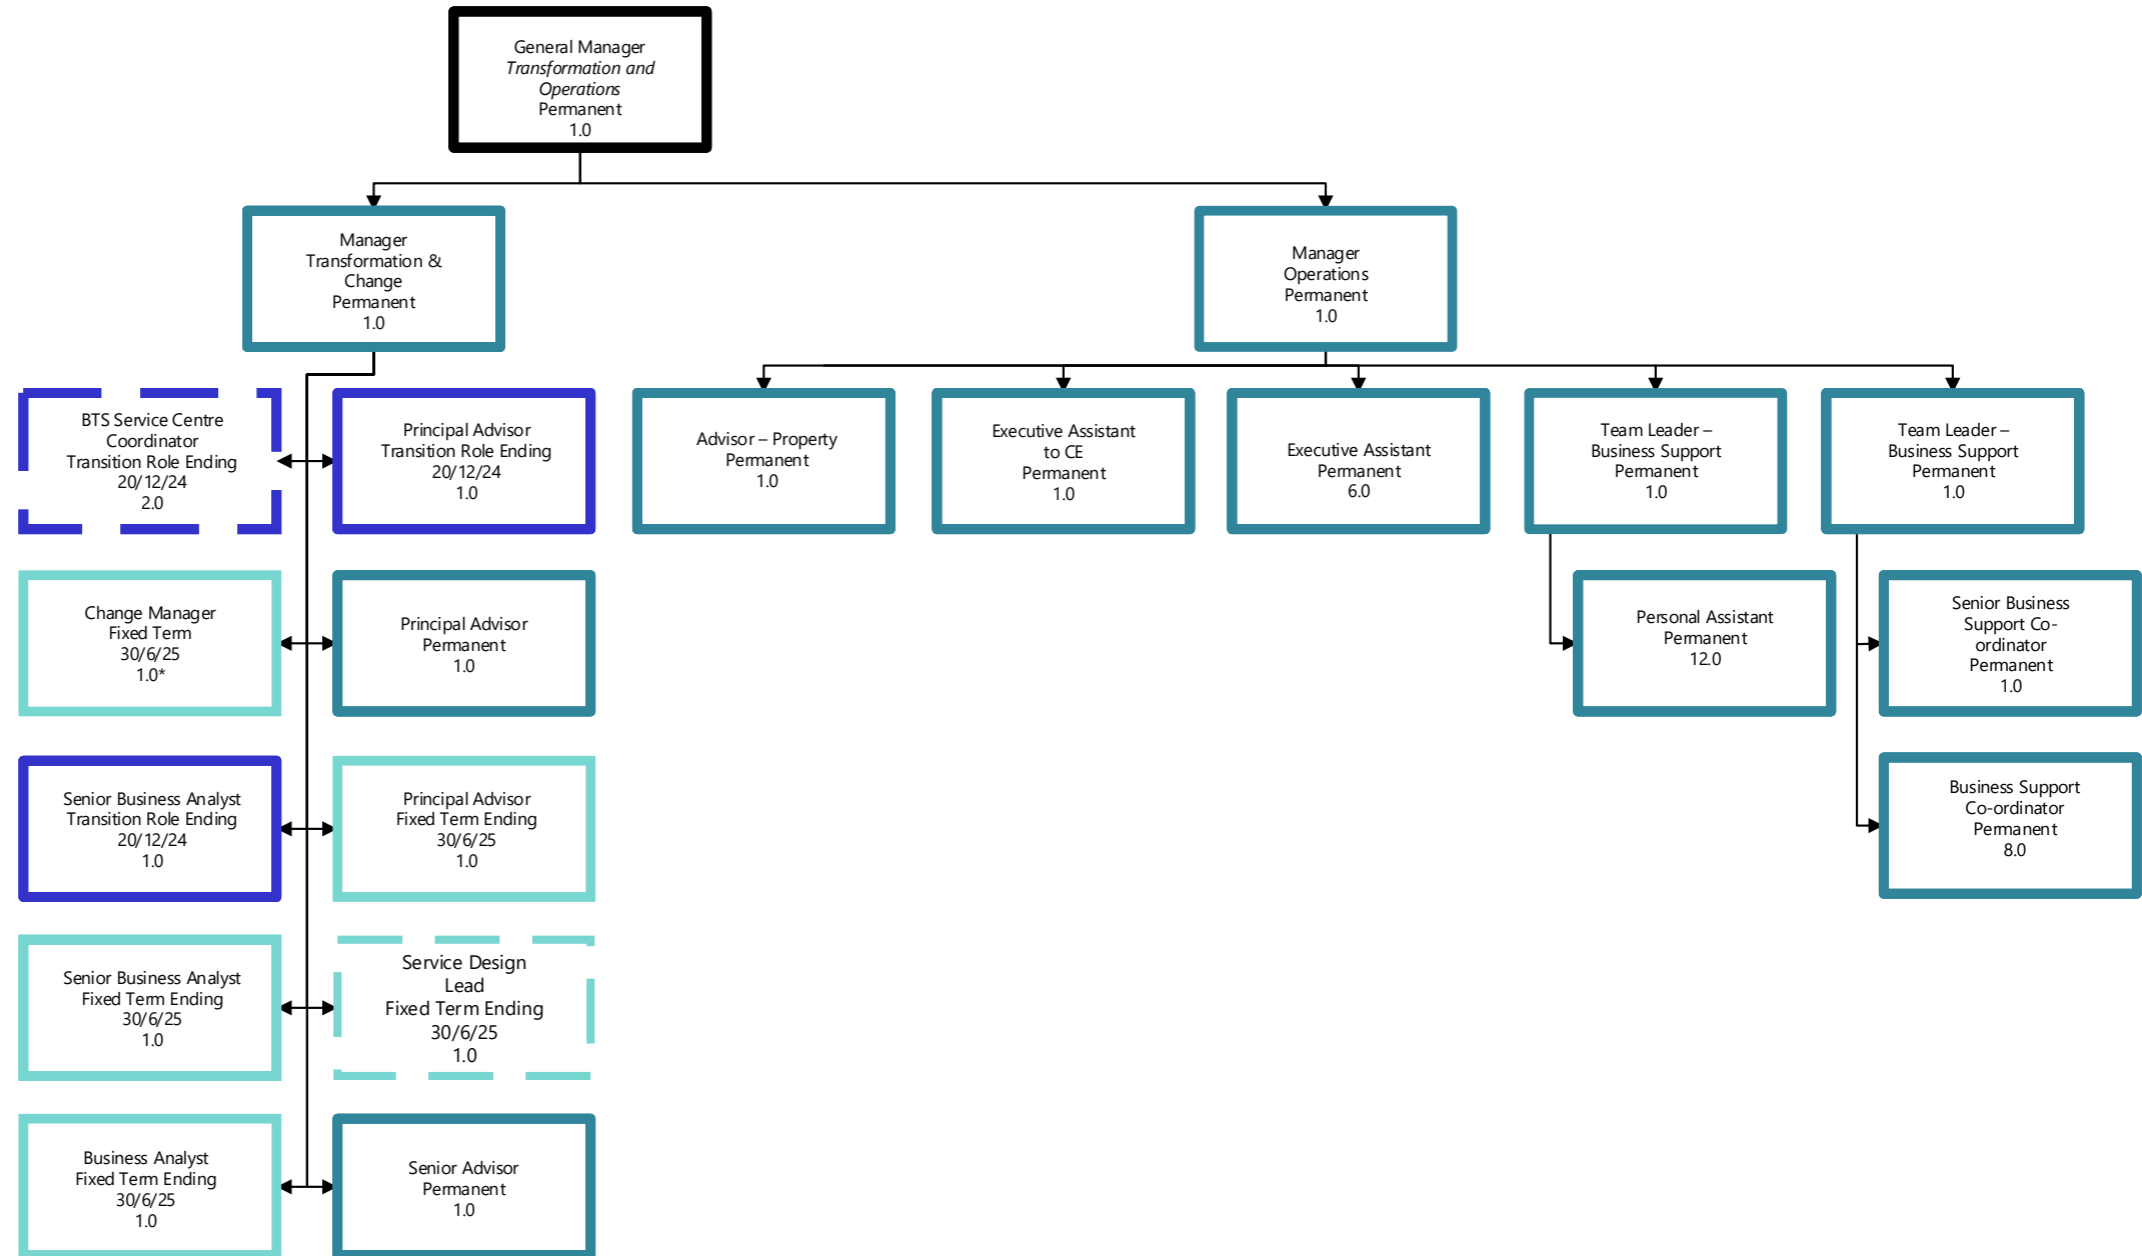 General Manager
Transformation and
Operations
Permanent
1.0
Manager
Transformation &
Change
Permanent
1.0
Manager
Operations
Permanent
1.0
BTS Service Centre
Coordinator
Transition Role Ending
20/12/24
2.0
Principal Advisor
Transition Role Ending
20/12/24
1.0
Advisor – Property
Permanent
1.0
Executive Assistant
to CE
Permanent
1.0
Executive Assistant
Permanent
6.0
Team Leader –
Business Support
Permanent
1.0
Team Leader –
Business Support
Permanent
1.0
Change Manager
Fixed Term
30/6/25
1.0*
Principal Advisor
Permanent
1.0
Personal Assistant
Permanent
12.0
Senior Business
Support Co-
ordinator
Permanent
1.0
Senior Business Analyst
Transition Role Ending
20/12/24
1.0
Principal Advisor
Fixed Term Ending
30/6/25
1.0
Business Support
Co-ordinator
Permanent
8.0
Senior Business Analyst
Fixed Term Ending
30/6/25
1.0
Service Design
Lead
Fixed Term Ending
30/6/25
1.0
Business Analyst
Fixed Term Ending
30/6/25
1.0
Senior Advisor
Permanent
1.0